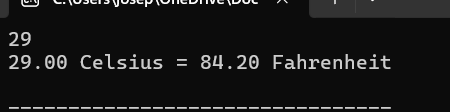 C:\Users\josep\OneDrive\Doc
29
29.00 Celsius = 84.20 Fahrenheit
--------------------------------